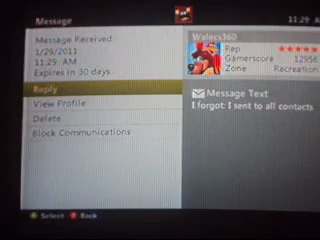 Message
11:29 A
Message Received
1/29/2011
11:29 AM
Expires in 30 days
Reply
View Profile
Delete
Block Communications
Walecs360
Rep
Gamerscore 12956
Zone Recreation
Message Text
I forgot: I sent to all contacts
A Select B Back